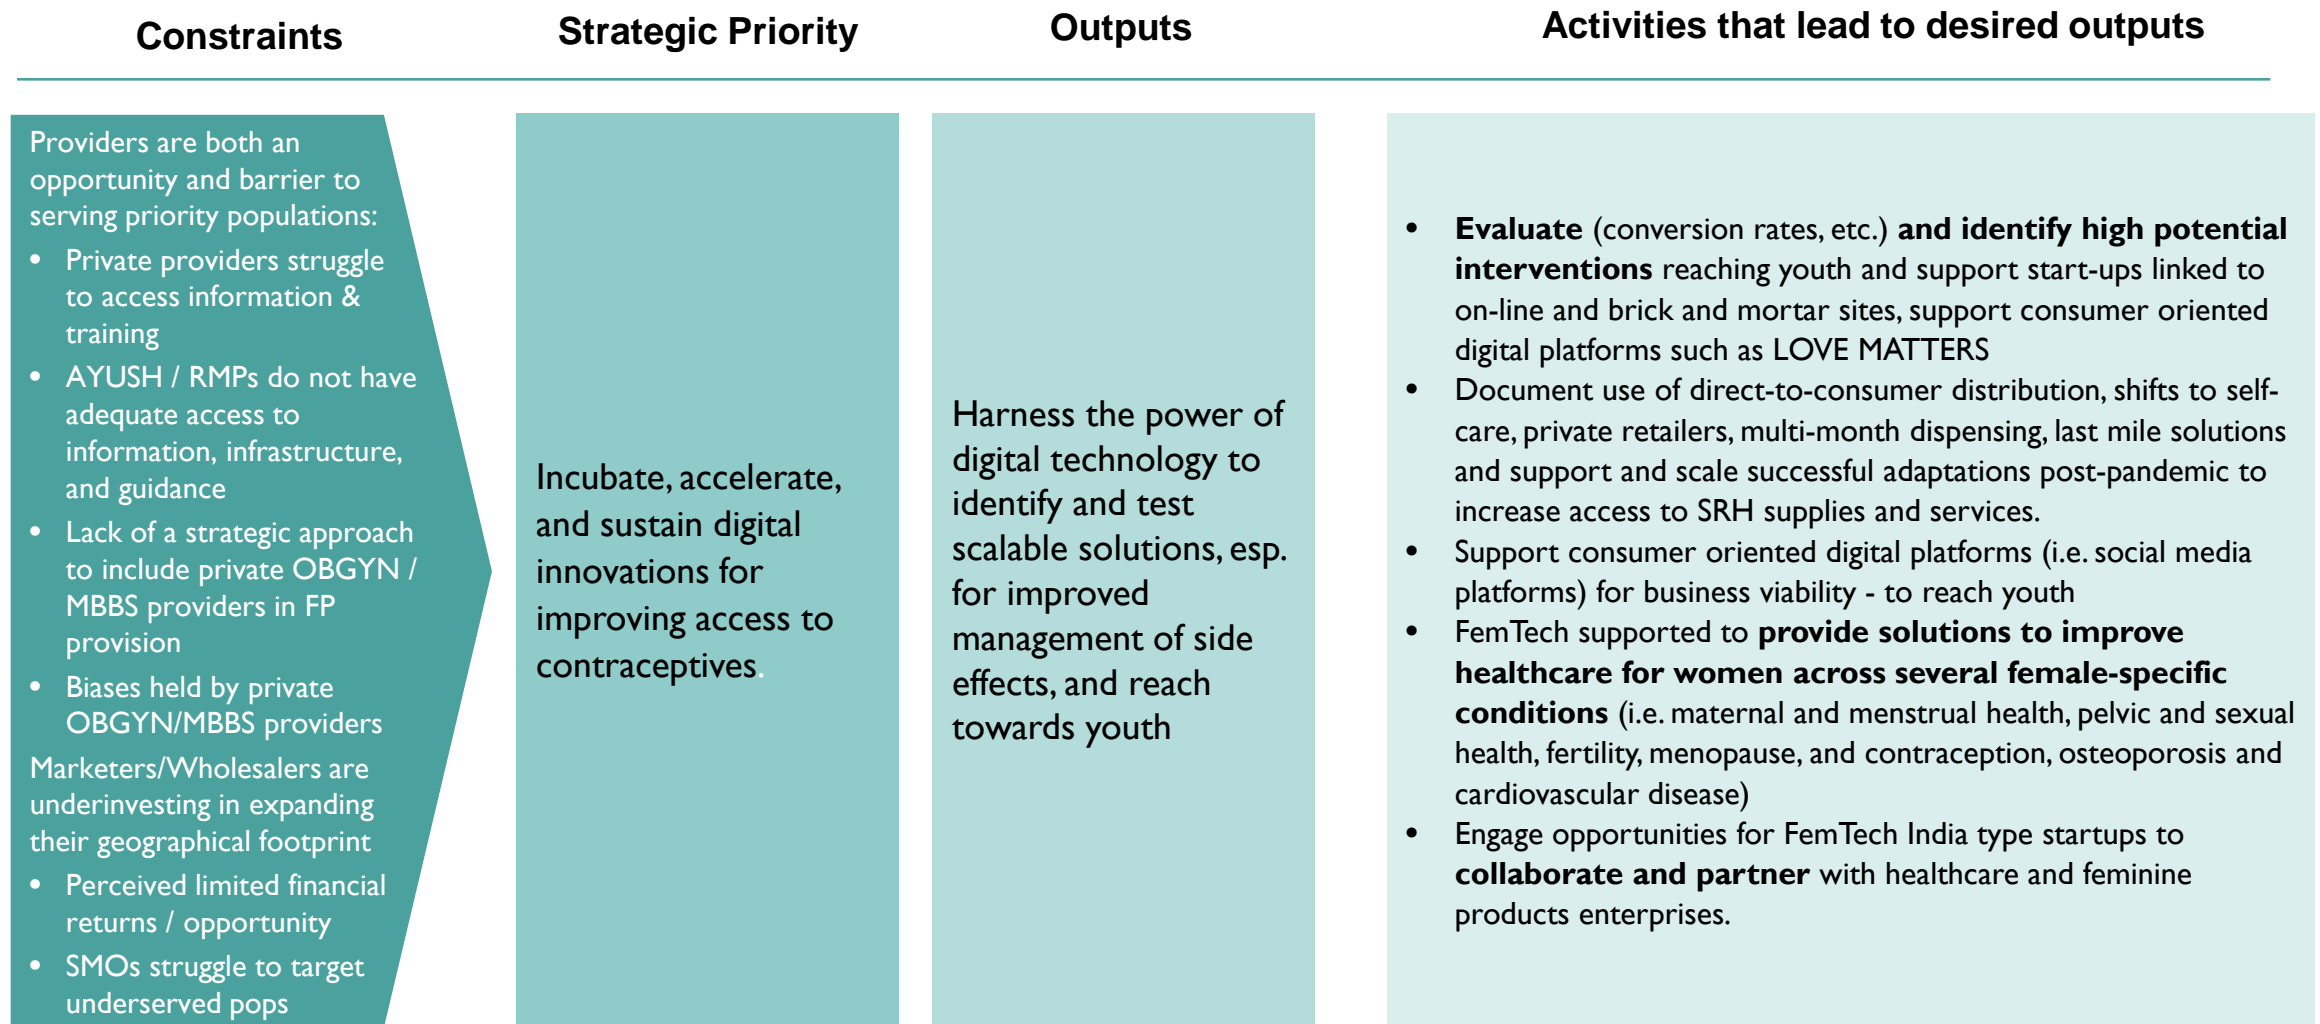 Constraints
Strategic Priority
Outputs
Activities that lead to desired outputs
Providers are both an
opportunity and barrier to
serving priority populations:
• Private providers struggle
to access information &
training
• AYUSH / RMPs do not have
adequate access to
information, infrastructure,
and guidance
• Lack of a strategic approach
to include private OBGYN /
MBBS providers in FP
provision
• Biases held by private
OBGYN/MBBS providers
Marketers/Wholesalers are
underinvesting in expanding
their geographical footprint
• Perceived limited financial
returns / opportunity
• SMOs struggle to target
underserved pops
Incubate, accelerate,
and sustain digital
innovations for
improving access to
contraceptives.
Harness the power of
digital technology to
identify and test
scalable solutions, esp.
for improved
management of side
effects, and reach
towards youth
• Evaluate (conversion rates, etc.) and identify high potential
interventions reaching youth and support start-ups linked to
on-line and brick and mortar sites, support consumer oriented
digital platforms such as LOVE MATTERS
• Document use of direct-to-consumer distribution, shifts to self-
care, private retailers, multi-month dispensing, last mile solutions
and support and scale successful adaptations post-pandemic to
increase access to SRH supplies and services.
• Support consumer oriented digital platforms (i.e. social media
platforms) for business viability - to reach youth
• FemTech supported to provide solutions to improve
healthcare for women across several female-specific
conditions (i.e. maternal and menstrual health, pelvic and sexual
health, fertility, menopause, and contraception, osteoporosis and
cardiovascular disease)
• Engage opportunities for FemTech India type startups to
collaborate and partner with healthcare and feminine
products enterprises.